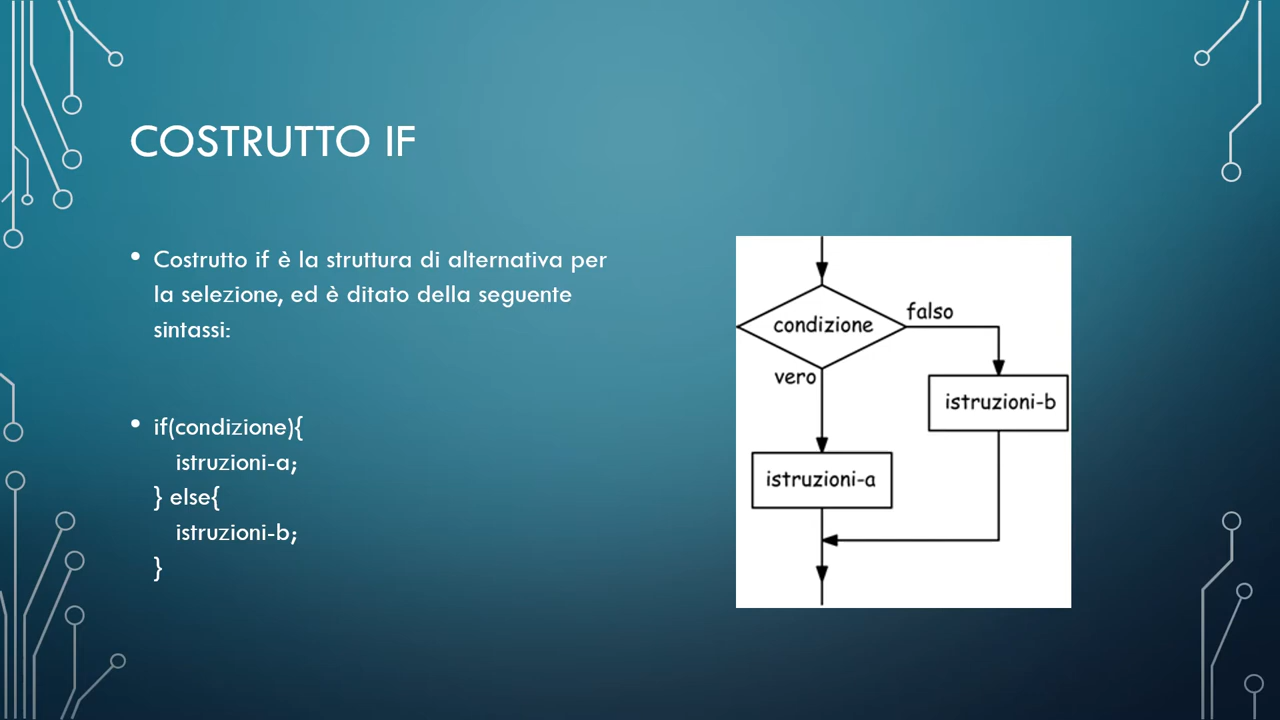 COSTRUTTO IF
• Costrutto if è la struttura di alternativa per
la selezione, ed è ditato della seguente
sintassi:
• if(condizione){
istruzioni-a;
} else{
istruzioni-b;
}
condizione
falso
vero
istruzioni-b
istruzioni-a